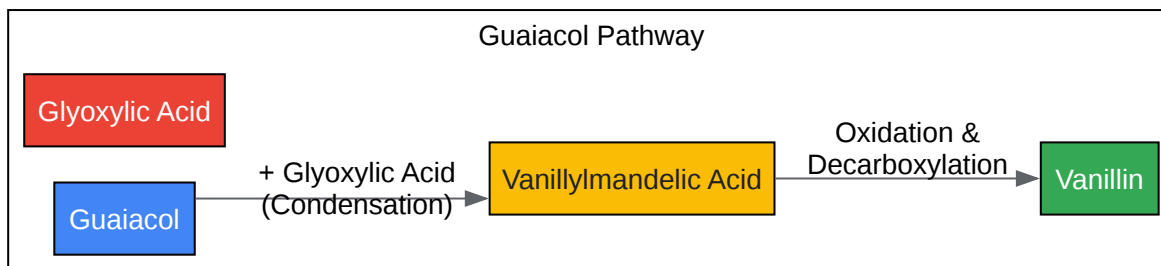 Guaiacol Pathway
Glyoxylic Acid
Guaiacol
+ Glyoxylic Acid
(Condensation)
Vanillylmandelic Acid
Oxidation &
Decarboxylation
Vanillin